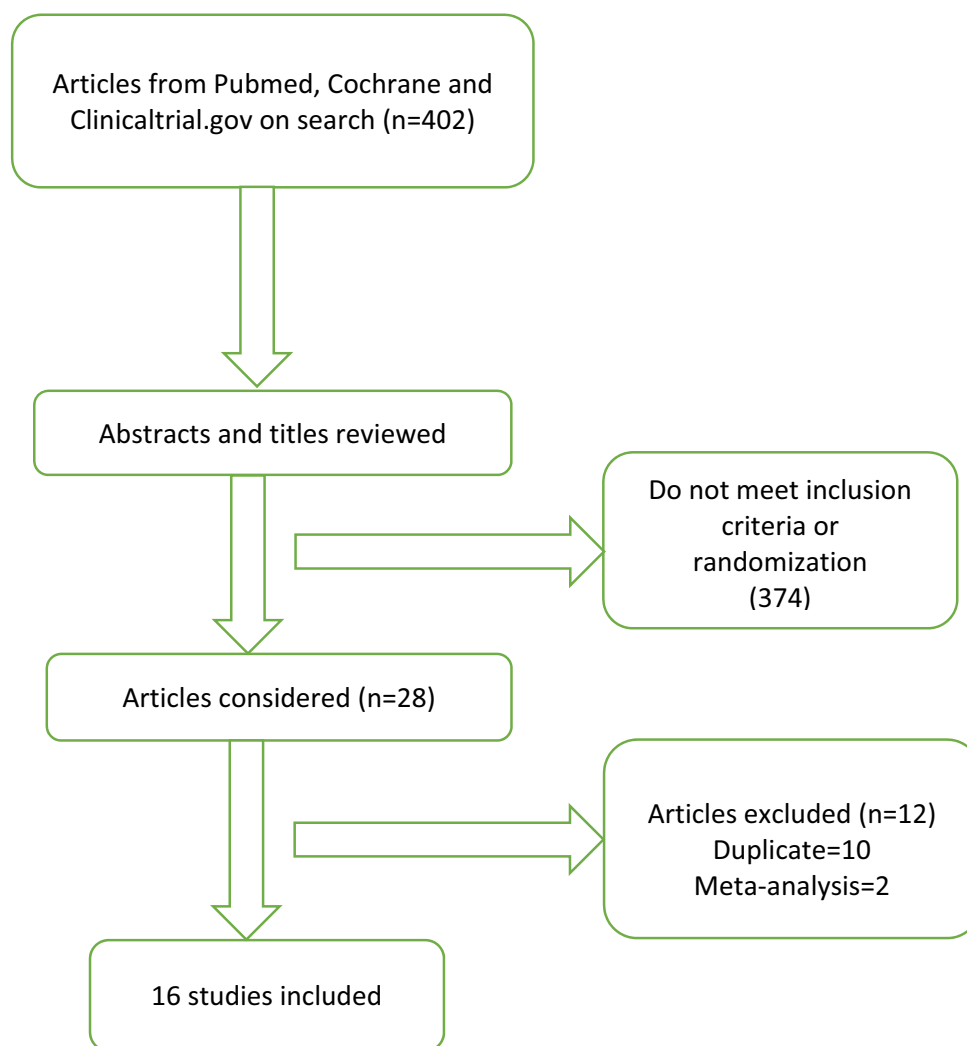 Articles from Pubmed, Cochrane and
Clinicaltrial.gov on search (n=402)
Abstracts and titles reviewed
Do not meet inclusion
criteria or
randomization
(374)
Articles considered (n=28)
Articles excluded (n=12)
Duplicate=10
Meta-analysis=2
16 studies included